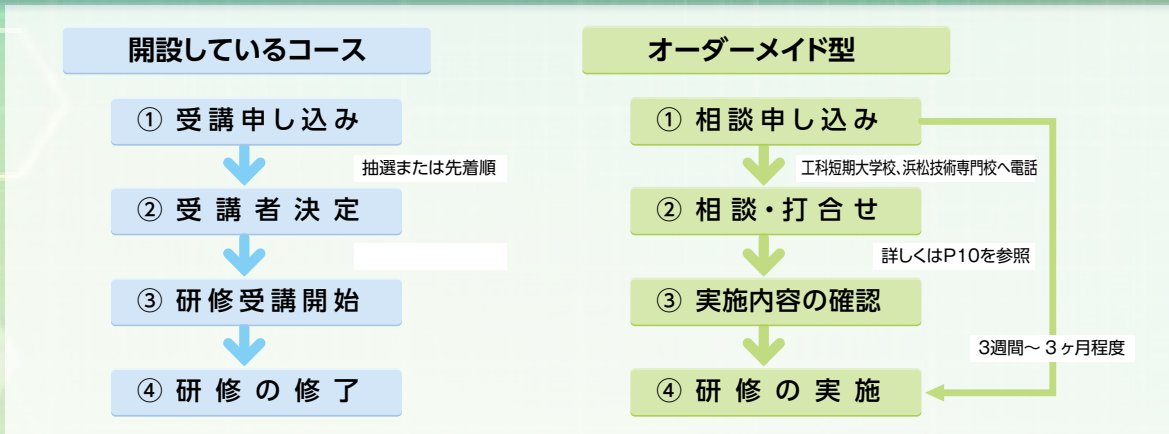 開設しているコース
① 受講申し込み
抽選または先着順
② 受講者決定
③ 研修受講開始
④ 研修の修了
オーダーメイド型
① 相談申し込み
工科短期大学校、浜松技術専門校へ電話
② 相談・打合せ
詳しくはP10を参照
③ 実施内容の確認
3週間〜3ヶ月程度
④ 研修の実施